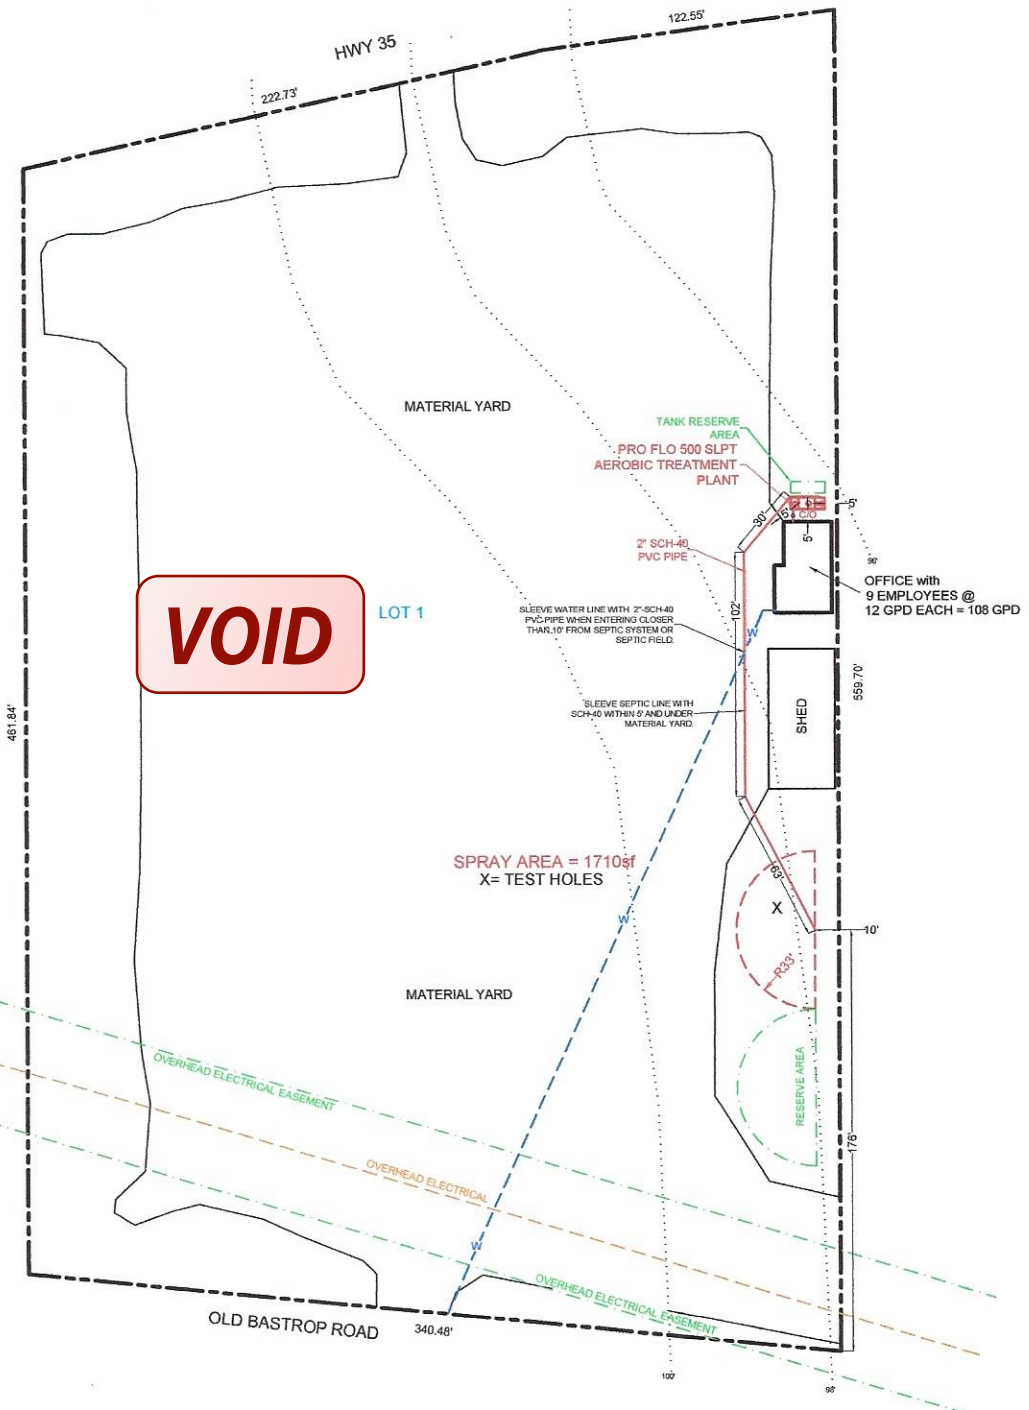 122.55'
HWY 35
222.73'
MATERIAL YARD
TANK RESERVE
AREA
PRO FLO 500 SLPT
AEROBIC TREATMENT
PLANT
5'
30'
5'
C/O
5'
2" SCH-40
PVC PIPE
96'
OFFICE with
9 EMPLOYEES @
12 GPD EACH = 108 GPD
VOID
LOT 1
SLEEVE WATER LINE WITH 2"-SCH-40
PVC-PIPE WHEN ENTERING CLOSER
THAN 10' FROM SEPTIC SYSTEM OR
SEPTIC FIELD.
102'
W
559.70'
461.84'
SLEEVE SEPTIC LINE WITH
SCH-40 WITHIN 5' AND UNDER
MATERIAL YARD.
SHED
SPRAY AREA = 1710sf
X= TEST HOLES
63'
X
W
10'
R33'
MATERIAL YARD
RESERVE AREA
OVERHEAD ELECTRICAL EASEMENT
176'
OVERHEAD ELECTRICAL
W
OVERHEAD ELECTRICAL EASEMENT
OLD BASTROP ROAD
340.48'
100'
98'